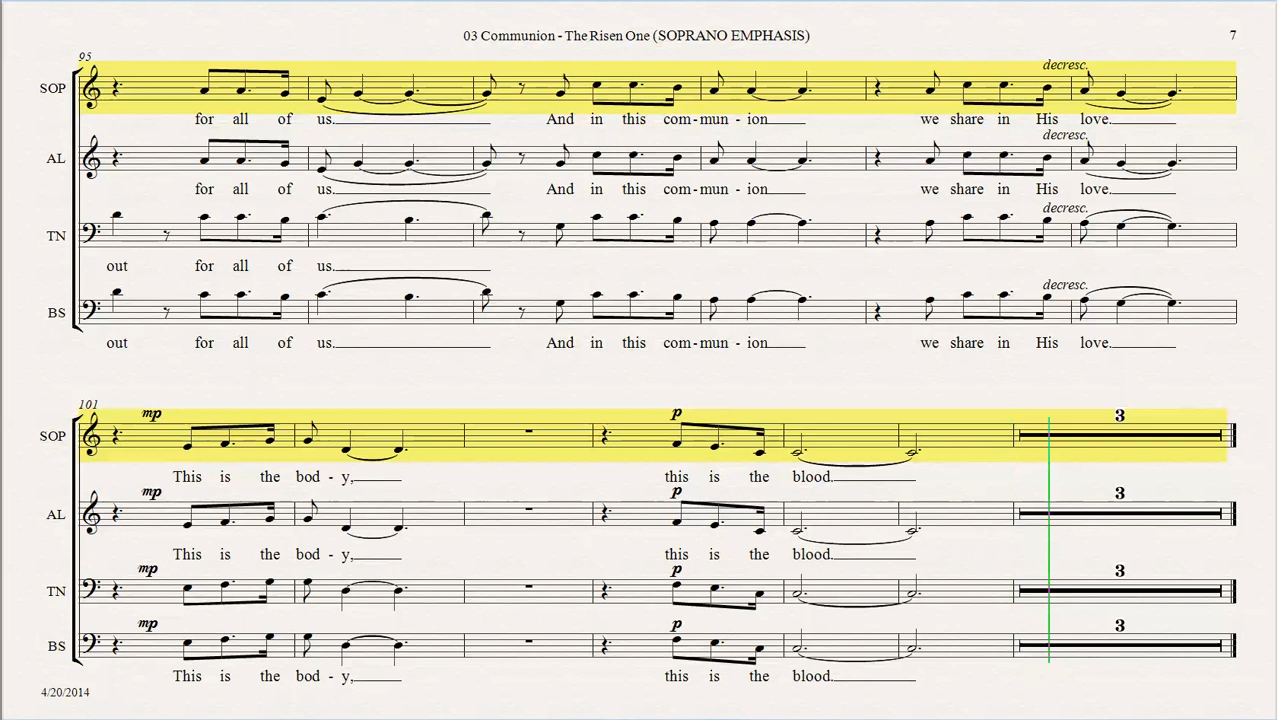 03 Communion - The Risen One (SOPRANO EMPHASIS)
7
95
decresc.
SOP
for all of us. And in this com-mun - ion we share in His love.
decresc.
AL
for all of us. And in this com-mun - ion we share in His love.
decresc.
TN
out for all of us.
decresc.
BS
out for all of us. And in this com-mun - ion we share in His love.
101
mp p 3
SOP
This is the bod - y, this is the blood.
mp p 3
AL
This is the bod - y, this is the blood.
mp p 3
TN
mp p 3
BS
This is the bod - y, this is the blood.
4/20/2014